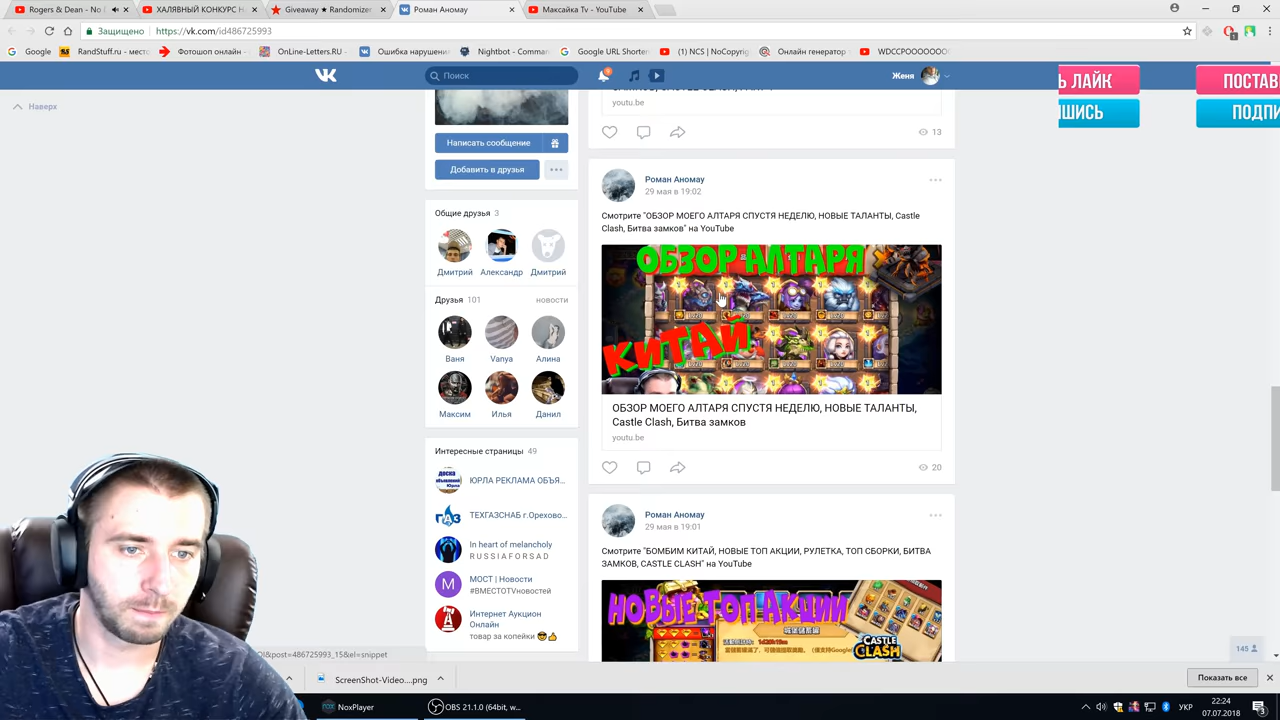 Rogers & Dean - No
ХАЛЯВНЫЙ КОНКУРС Н
Giveaway ★ Randomizer
Роман Аномау
Максайка Tv - YouTube
Защищено
https://vk.com/id486725993
Google
RandStuff.ru - место
Фотошоп онлайн -
OnLine-Letters.RU -
Ошибка нарушения
Nightbot - Comman
Google URL Shorten
(1) NCS | NoCopyrig
Онлайн генератор
WDCCPOOOOOOO
Поиск
Женя
Ь ЛАЙК
ПОСТАВ
ПИШИСЬ
ПОДПИ
Наверх
youtu.be
13
Написать сообщение
Добавить в друзья
Общие друзья 3
Дмитрий
Александр
Дмитрий
Друзья 101
новости
Ваня
Vanya
Алина
Максим
Илья
Данил
Интересные страницы 49
ЮРЛА РЕКЛАМА ОБЪЯ...
ТЕХГАЗСНАБ г.Орехово...
In heart of melancholy
R U S S I A F O R S A D
МОСТ | Новости
#ВМЕСТОTVновостей
Интернет Аукцион
Онлайн
товар за копейки
Роман Аномау
29 мая в 19:02
Смотрите "ОБЗОР МОЕГО АЛТАРЯ СПУСТЯ НЕДЕЛЮ, НОВЫЕ ТАЛАНТЫ, Castle
Clash, Битва замков" на YouTube
ОБЗОР АЛТАРЯ
КИТАЙ
ОБЗОР МОЕГО АЛТАРЯ СПУСТЯ НЕДЕЛЮ, НОВЫЕ ТАЛАНТЫ,
Castle Clash, Битва замков
youtu.be
20
Роман Аномау
29 мая в 19:01
Смотрите "БОМБИМ КИТАЙ, НОВЫЕ ТОП АКЦИИ, РУЛЕТКА, ТОП СБОРКИ, БИТВА
ЗАМКОВ, CASTLE CLASH" на YouTube
НОВЫЕ ТОП АКЦИИ
CASTLE
CLASH
145
I&post=486725993_15&el=snippet
ScreenShot-Video....png
Показать все
NoxPlayer
OBS 21.1.0 (64bit, w...
УКР
22:24
07.07.2018